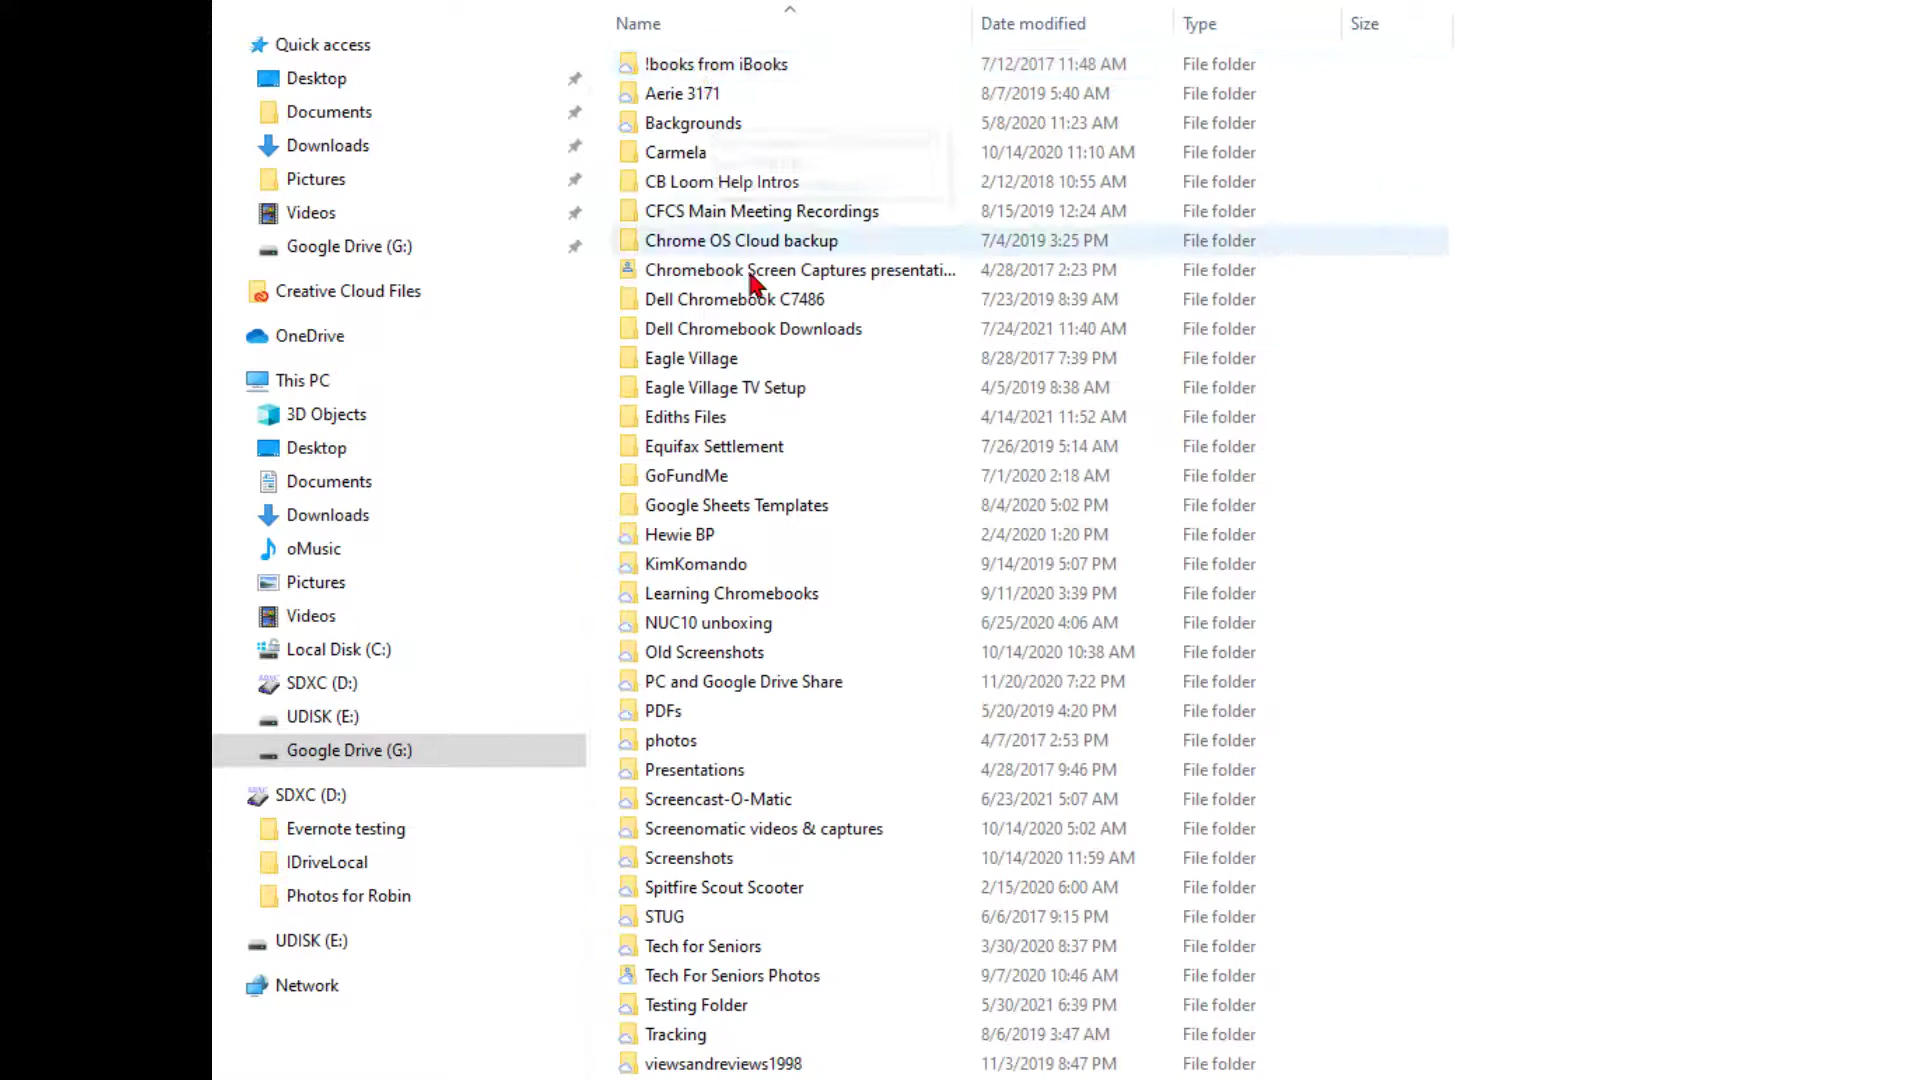 Name Date modified Type Size
Quick access
Desktop
Documents
Downloads
Pictures
Videos
Google Drive (G:)
Creative Cloud Files
OneDrive
This PC
3D Objects
Desktop
Documents
Downloads
oMusic
Pictures
Videos
Local Disk (C:)
SDXC (D:)
UDISK (E:)
Google Drive (G:)
SDXC (D:)
Evernote testing
IDriveLocal
Photos for Robin
UDISK (E:)
Network
!books from iBooks 7/12/2017 11:48 AM File folder
Aerie 3171 8/7/2019 5:40 AM File folder
Backgrounds 5/8/2020 11:23 AM File folder
Carmela 10/14/2020 11:10 AM File folder
CB Loom Help Intros 2/12/2018 10:55 AM File folder
CFCS Main Meeting Recordings 8/15/2019 12:24 AM File folder
Chrome OS Cloud backup 7/4/2019 3:25 PM File folder
Chromebook Screen Captures presentati... 4/28/2017 2:23 PM File folder
Dell Chromebook C7486 7/23/2019 8:39 AM File folder
Dell Chromebook Downloads 7/24/2021 11:40 AM File folder
Eagle Village 8/28/2017 7:39 PM File folder
Eagle Village TV Setup 4/5/2019 8:38 AM File folder
Ediths Files 4/14/2021 11:52 AM File folder
Equifax Settlement 7/26/2019 5:14 AM File folder
GoFundMe 7/1/2020 2:18 AM File folder
Google Sheets Templates 8/4/2020 5:02 PM File folder
Hewie BP 2/4/2020 1:20 PM File folder
KimKomando 9/14/2019 5:07 PM File folder
Learning Chromebooks 9/11/2020 3:39 PM File folder
NUC10 unboxing 6/25/2020 4:06 AM File folder
Old Screenshots 10/14/2020 10:38 AM File folder
PC and Google Drive Share 11/20/2020 7:22 PM File folder
PDFs 5/20/2019 4:20 PM File folder
photos 4/7/2017 2:53 PM File folder
Presentations 4/28/2017 9:46 PM File folder
Screencast-O-Matic 6/23/2021 5:07 AM File folder
Screenomatic videos & captures 10/14/2020 5:02 AM File folder
Screenshots 10/14/2020 11:59 AM File folder
Spitfire Scout Scooter 2/15/2020 6:00 AM File folder
STUG 6/6/2017 9:15 PM File folder
Tech for Seniors 3/30/2020 8:37 PM File folder
Tech For Seniors Photos 9/7/2020 10:46 AM File folder
Testing Folder 5/30/2021 6:39 PM File folder
Tracking 8/6/2019 3:47 AM File folder
viewsandreviews1998 11/3/2019 8:47 PM File folder